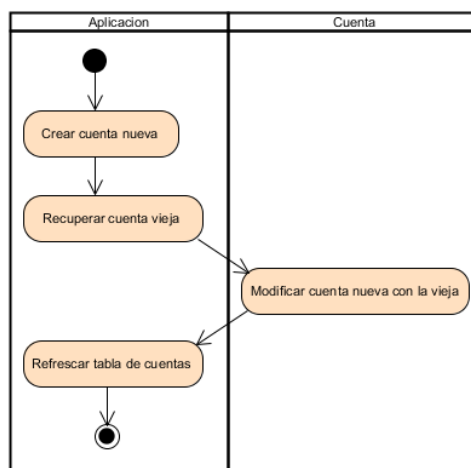 Aplicacion
Cuenta
Crear cuenta nueva
Recuperar cuenta vieja
Modificar cuenta nueva con la vieja
Refrescar tabla de cuentas